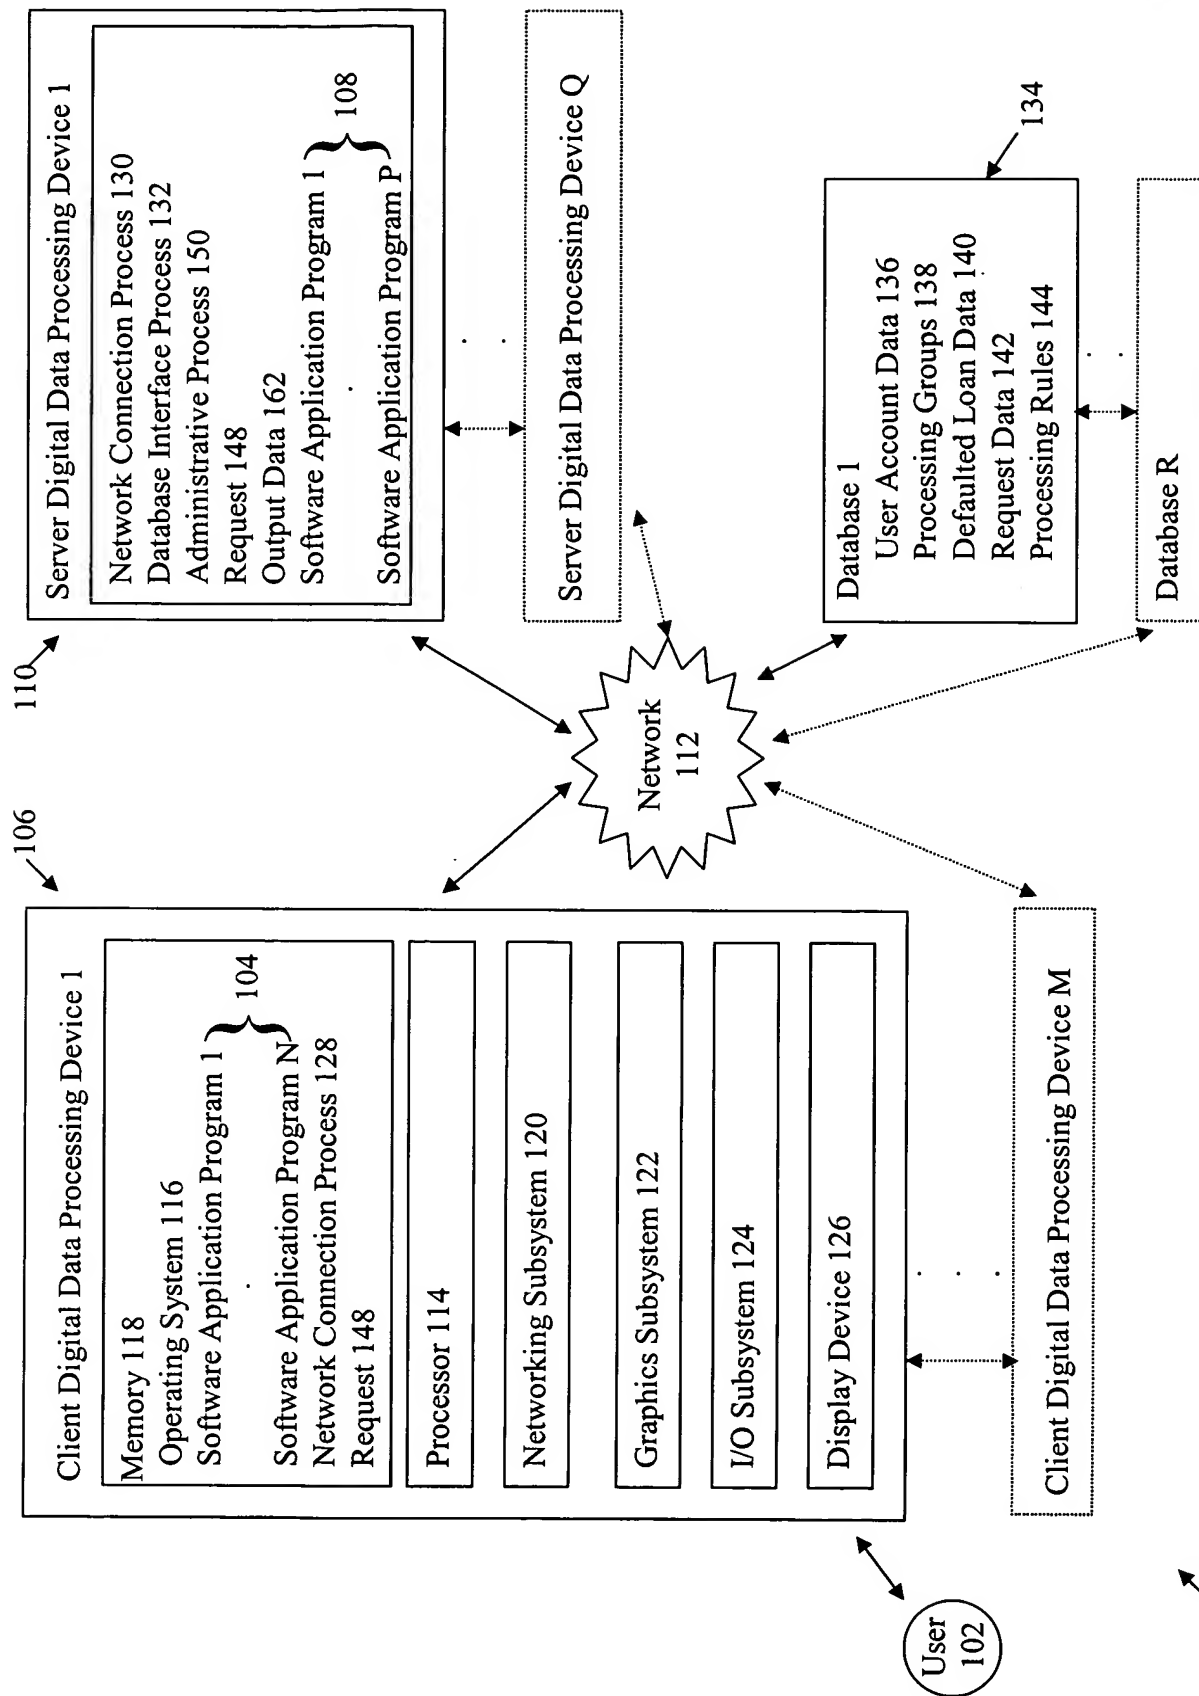 106
Client Digital Data Processing Device 1
Memory 118
Operating System 116
Software Application Program 1
.
Software Application Program N
104
Network Connection Process 128
Request 148
Processor 114
Networking Subsystem 120
Graphics Subsystem 122
I/O Subsystem 124
Display Device 126
. . .
Client Digital Data Processing Device M
User
102
Network
112
110
Server Digital Data Processing Device 1
Network Connection Process 130
Database Interface Process 132
Administrative Process 150
Request 148
Output Data 162
Software Application Program 1
.
Software Application Program P
108
. . .
Server Digital Data Processing Device Q
134
Database 1
User Account Data 136
Processing Groups 138
Defaulted Loan Data 140
Request Data 142
Processing Rules 144
. . .
Database R